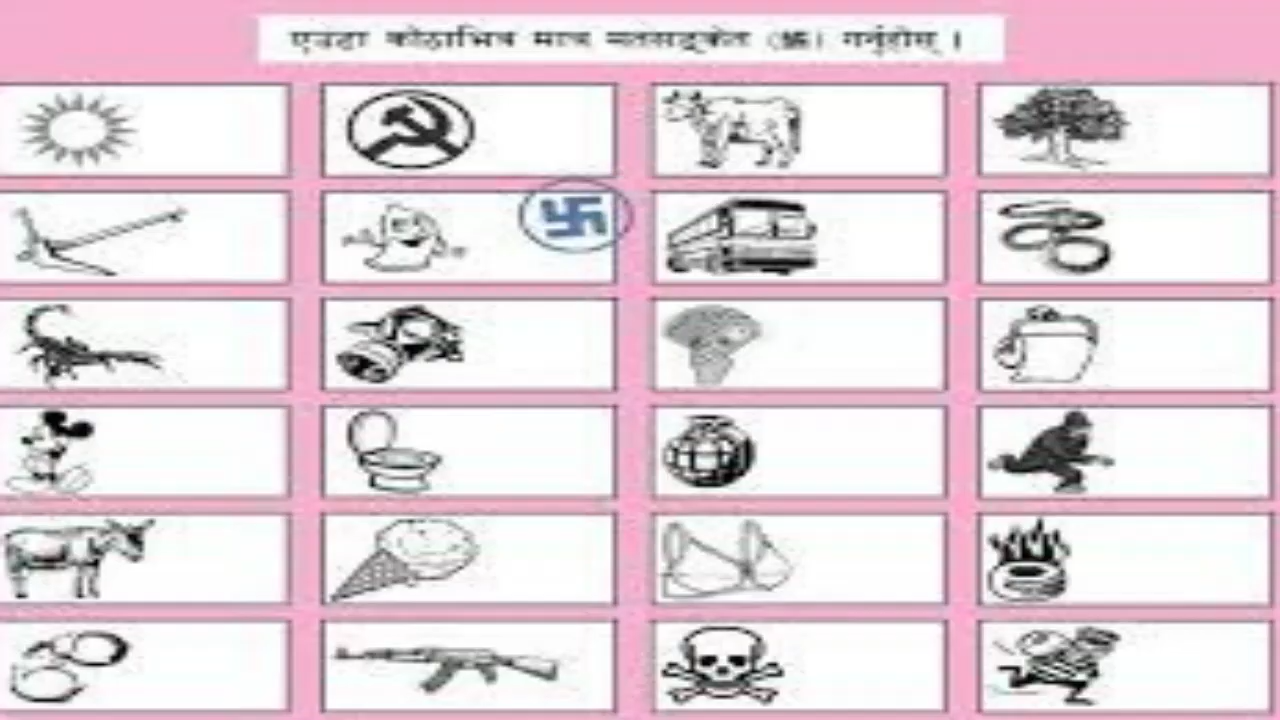 एउटा कोठाभित्र मात्र मतसङ्केत (卐) गर्नुहोस् ।